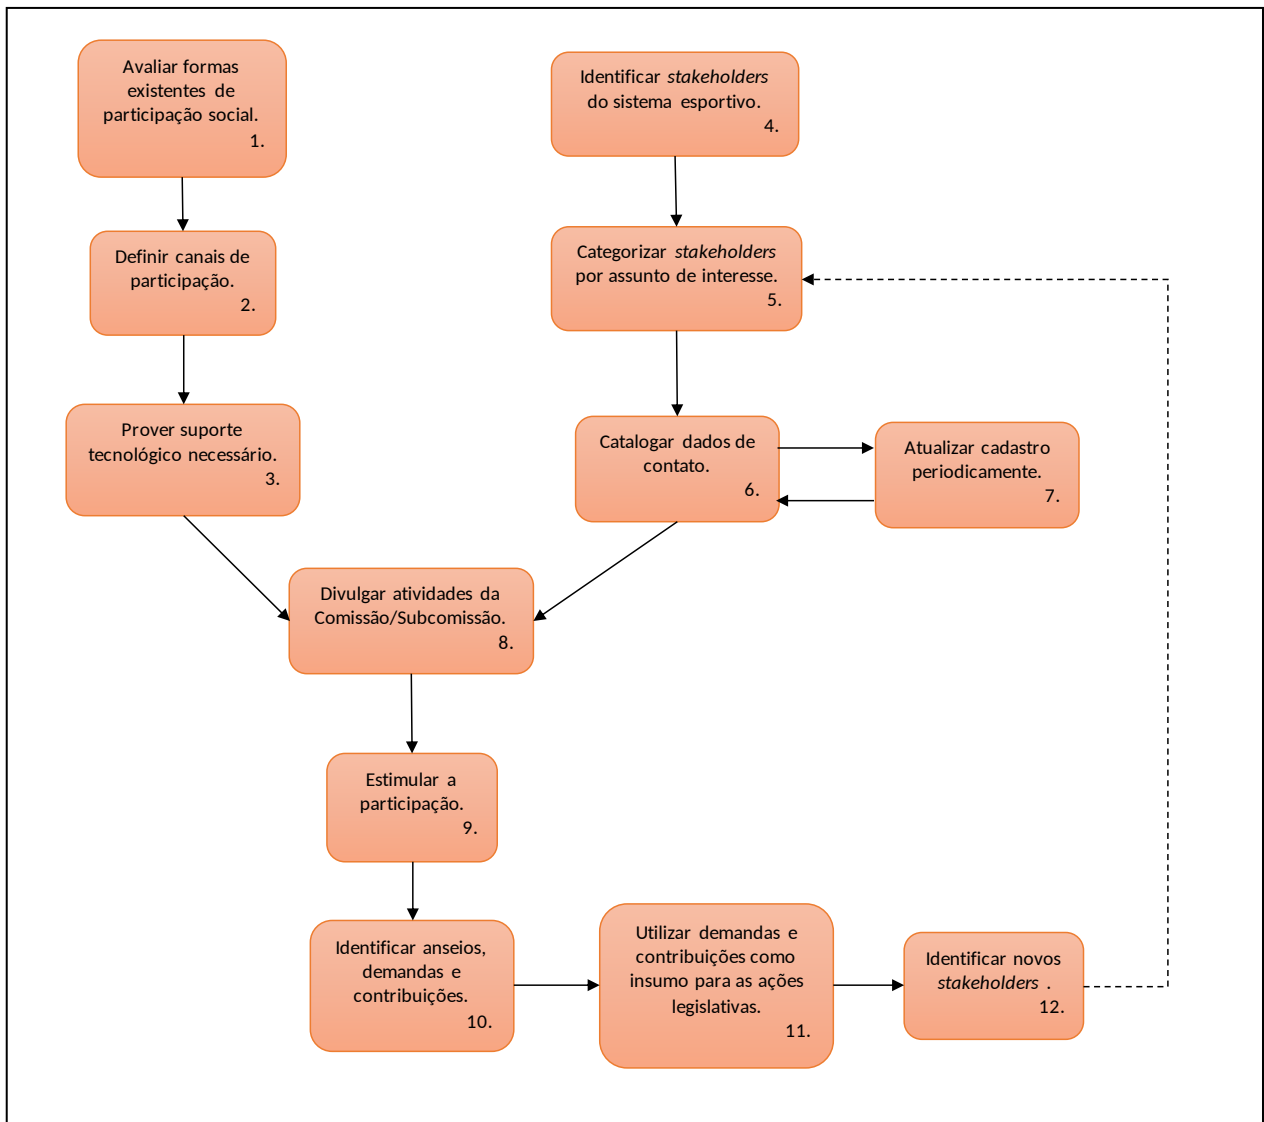 Avaliar formas
existentes de
participação social.
1.
Identificar stakeholders
do sistema esportivo.
4.
Definir canais de
participação.
2.
Categorizar stakeholders
por assunto de interesse.
5.
Prover suporte
tecnológico necessário.
3.
Catalogar dados de
contato.
6.
Atualizar cadastro
periodicamente.
7.
Divulgar atividades da
Comissão/Subcomissão.
8.
Estimular a
participação.
9.
Identificar anseios,
demandas e
contribuições.
10.
Utilizar demandas e
contribuições como
insumo para as ações
legislativas.
11.
Identificar novos
stakeholders .
12.